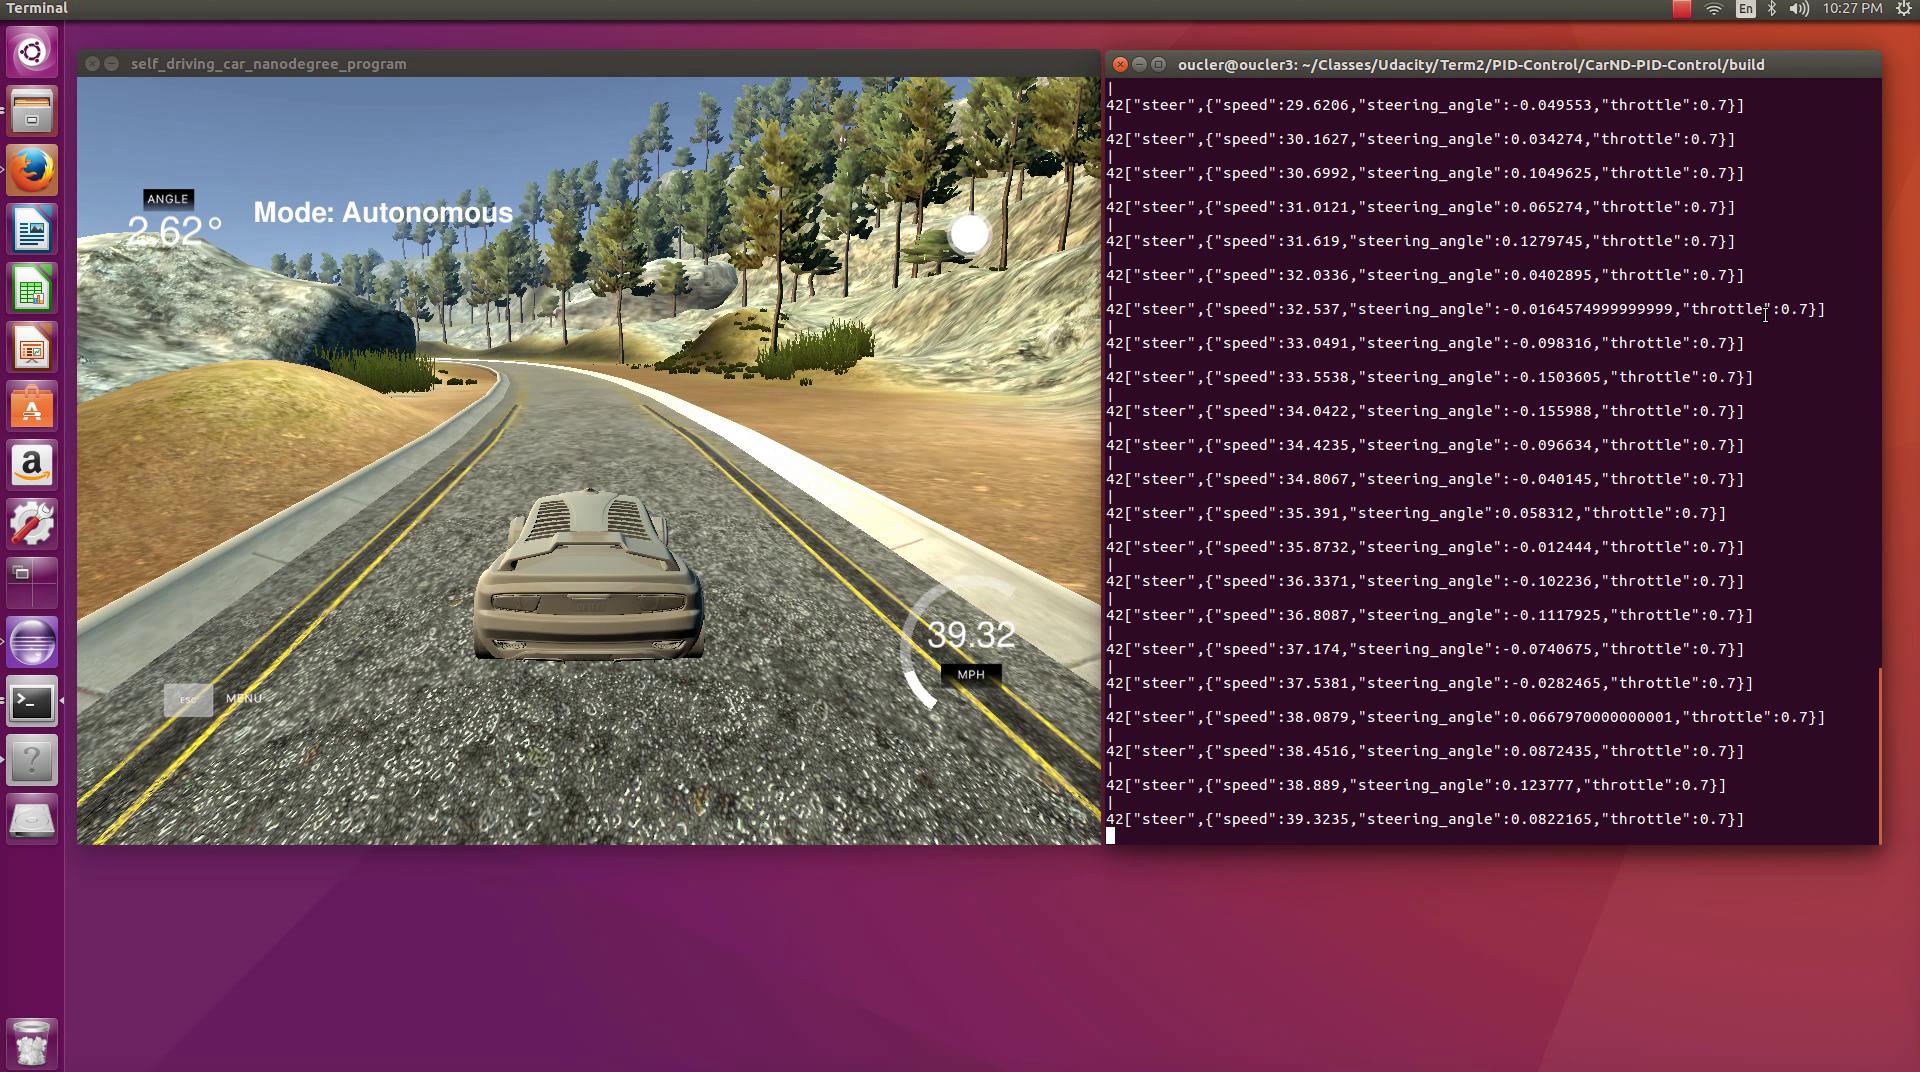 Terminal
En
10:27 PM
self_driving_car_nanodegree_program
ANGLE
2.62°
Mode: Autonomous
39.32
MPH
ESC
MENU
a
oucler@oucler3: ~/Classes/Udacity/Term2/PID-Control/CarND-PID-Control/build
|
42["steer",{"speed":29.6206,"steering_angle":-0.049553,"throttle":0.7}]
|
42["steer",{"speed":30.1627,"steering_angle":0.034274,"throttle":0.7}]
|
42["steer",{"speed":30.6992,"steering_angle":0.1049625,"throttle":0.7}]
|
42["steer",{"speed":31.0121,"steering_angle":0.065274,"throttle":0.7}]
|
42["steer",{"speed":31.619,"steering_angle":0.1279745,"throttle":0.7}]
|
42["steer",{"speed":32.0336,"steering_angle":0.0402895,"throttle":0.7}]
|
42["steer",{"speed":32.537,"steering_angle":-0.0164574999999999,"throttle":0.7}]
|
42["steer",{"speed":33.0491,"steering_angle":-0.098316,"throttle":0.7}]
|
42["steer",{"speed":33.5538,"steering_angle":-0.1503605,"throttle":0.7}]
|
42["steer",{"speed":34.0422,"steering_angle":-0.155988,"throttle":0.7}]
|
42["steer",{"speed":34.4235,"steering_angle":-0.096634,"throttle":0.7}]
|
42["steer",{"speed":34.8067,"steering_angle":-0.040145,"throttle":0.7}]
|
42["steer",{"speed":35.391,"steering_angle":0.058312,"throttle":0.7}]
|
42["steer",{"speed":35.8732,"steering_angle":-0.012444,"throttle":0.7}]
|
42["steer",{"speed":36.3371,"steering_angle":-0.102236,"throttle":0.7}]
|
42["steer",{"speed":36.8087,"steering_angle":-0.1117925,"throttle":0.7}]
|
42["steer",{"speed":37.174,"steering_angle":-0.0740675,"throttle":0.7}]
|
42["steer",{"speed":37.5381,"steering_angle":-0.0282465,"throttle":0.7}]
|
42["steer",{"speed":38.0879,"steering_angle":0.0667970000000001,"throttle":0.7}]
|
42["steer",{"speed":38.4516,"steering_angle":0.0872435,"throttle":0.7}]
|
42["steer",{"speed":38.889,"steering_angle":0.123777,"throttle":0.7}]
|
42["steer",{"speed":39.3235,"steering_angle":0.0822165,"throttle":0.7}]